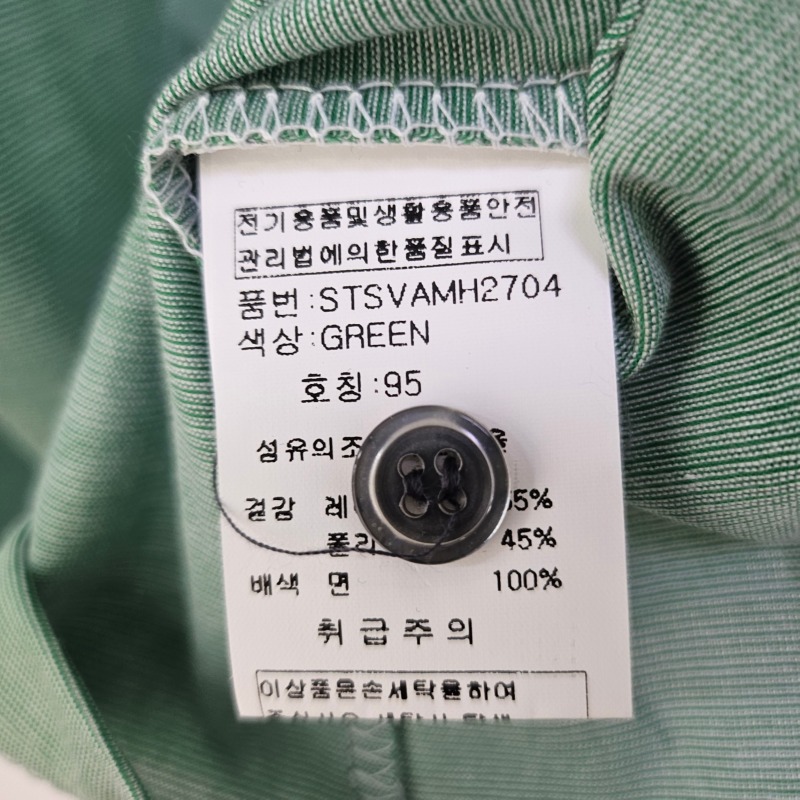 전기용품및생활용품안전
관리법에의한품질표시
품번:STSVAMH2704
색상:GREEN
호칭:95
섬유의
겉감
45%
배색 면 100%
취급주의
이상품은손세탁을하여